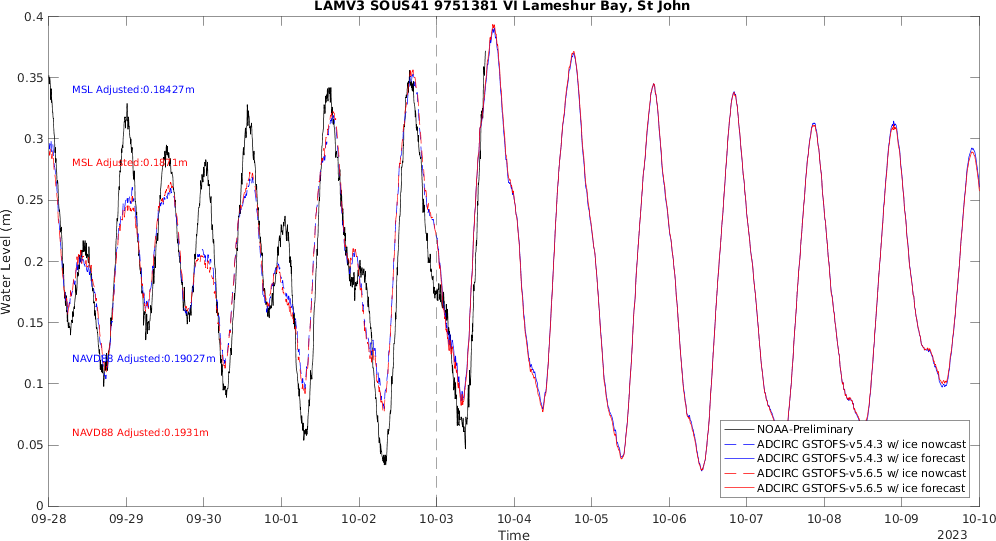 LAMV3 SOUS41 9751381 VI Lameshur Bay, St John
Water Level (m)
0.4
0.35
0.3
0.25
0.2
0.15
0.1
0.05
0
MSL Adjusted:0.18427m
MSL Adjusted:0.1871m
NAVD88 Adjusted:0.19027m
NAVD88 Adjusted:0.1931m
NOAA-Preliminary
ADCIRC GSTOFS-v5.4.3 w/ ice nowcast
ADCIRC GSTOFS-v5.4.3 w/ ice forecast
ADCIRC GSTOFS-v5.6.5 w/ ice nowcast
ADCIRC GSTOFS-v5.6.5 w/ ice forecast
09-28 09-29 09-30 10-01 10-02 10-03 10-04 10-05 10-06 10-07 10-08 10-09 10-10
Time
2023